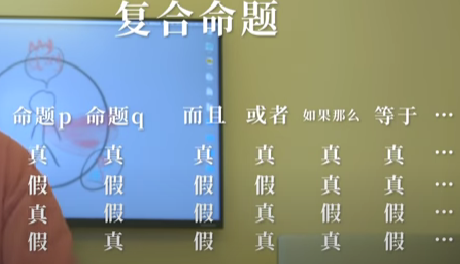 复合命题
命题p 命题q 而且 或者 如果那么 等于 …
真 真 真 真 真 真 …
假 假 假 假 真 真 …
真 假 假 真 假 假 …
假 真 假 真 真 假 …